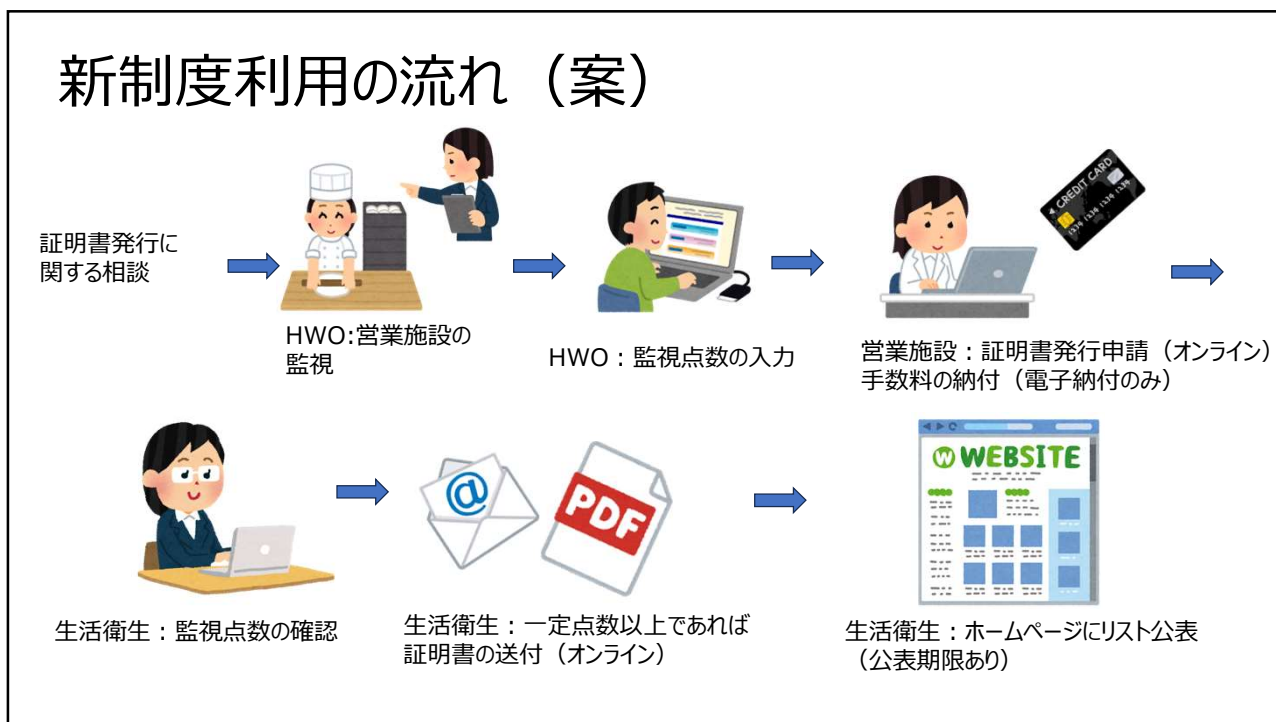 新制度利用の流れ（案）
証明書発行に
関する相談
HWO:営業施設の
監視
HWO：監視点数の入力
CREDIT CARD
1234 1234 1234 1234
営業施設：証明書発行申請（オンライン）
手数料の納付（電子納付のみ）
生活衛生：監視点数の確認
@
PDF
生活衛生：一定点数以上であれば
証明書の送付（オンライン）
W WEBSITE
生活衛生：ホームページにリスト公表
（公表期限あり）